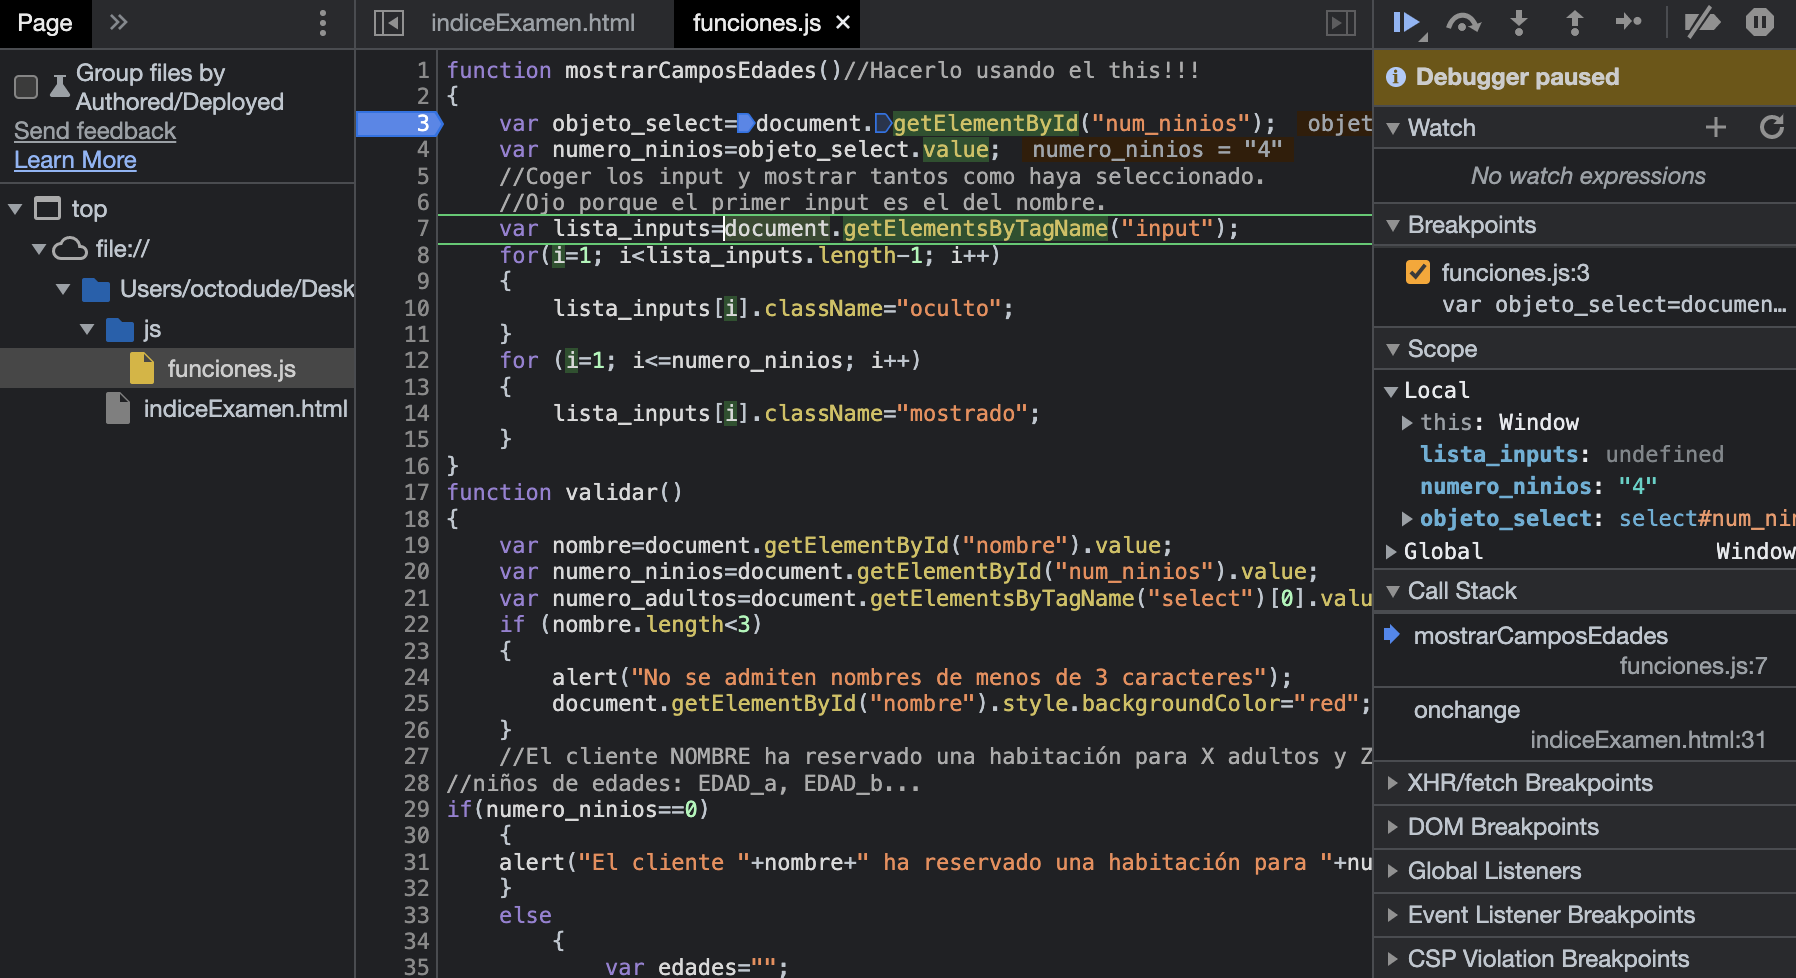 Page
Group files by
Authored/Deployed
Send feedback
Learn More
top
file://
Users/octodude/Desk
js
funciones.js
indiceExamen.html
indiceExamen.html
funciones.js
1 function mostrarCamposEdades()//Hacerlo usando el this!!!
2 {
3 var objeto_select=document.getElementById("num_ninios"); objet
4 var numero_ninios=objeto_select.value; numero_ninios = "4"
5 //Coger los input y mostrar tantos como haya seleccionado.
6 //Ojo porque el primer input es el del nombre.
7 var lista_inputs=document.getElementsByTagName("input");
8 for(i=1; i<lista_inputs.length-1; i++)
9 {
10 lista_inputs[i].className="oculto";
11 }
12 for (i=1; i<=numero_ninios; i++)
13 {
14 lista_inputs[i].className="mostrado";
15 }
16 }
17 function validar()
18 {
19 var nombre=document.getElementById("nombre").value;
20 var numero_ninios=document.getElementById("num_ninios").value;
21 var numero_adultos=document.getElementsByTagName("select")[0].valu
22 if (nombre.length<3)
23 {
24 alert("No se admiten nombres de menos de 3 caracteres");
25 document.getElementById("nombre").style.backgroundColor="red";
26 }
27 //El cliente NOMBRE ha reservado una habitación para X adultos y Z
28 //niños de edades: EDAD_a, EDAD_b...
29 if(numero_ninios==0)
30 {
31 alert("El cliente "+nombre+" ha reservado una habitación para "+nu
32 }
33 else
34 {
35 var edades="";
Debugger paused
Watch
No watch expressions
Breakpoints
funciones.js:3
var objeto_select=documen…
Scope
Local
this: Window
lista_inputs: undefined
numero_ninios: "4"
objeto_select: select#num_nin
Global Window
Call Stack
mostrarCamposEdades
funciones.js:7
onchange
indiceExamen.html:31
XHR/fetch Breakpoints
DOM Breakpoints
Global Listeners
Event Listener Breakpoints
CSP Violation Breakpoints